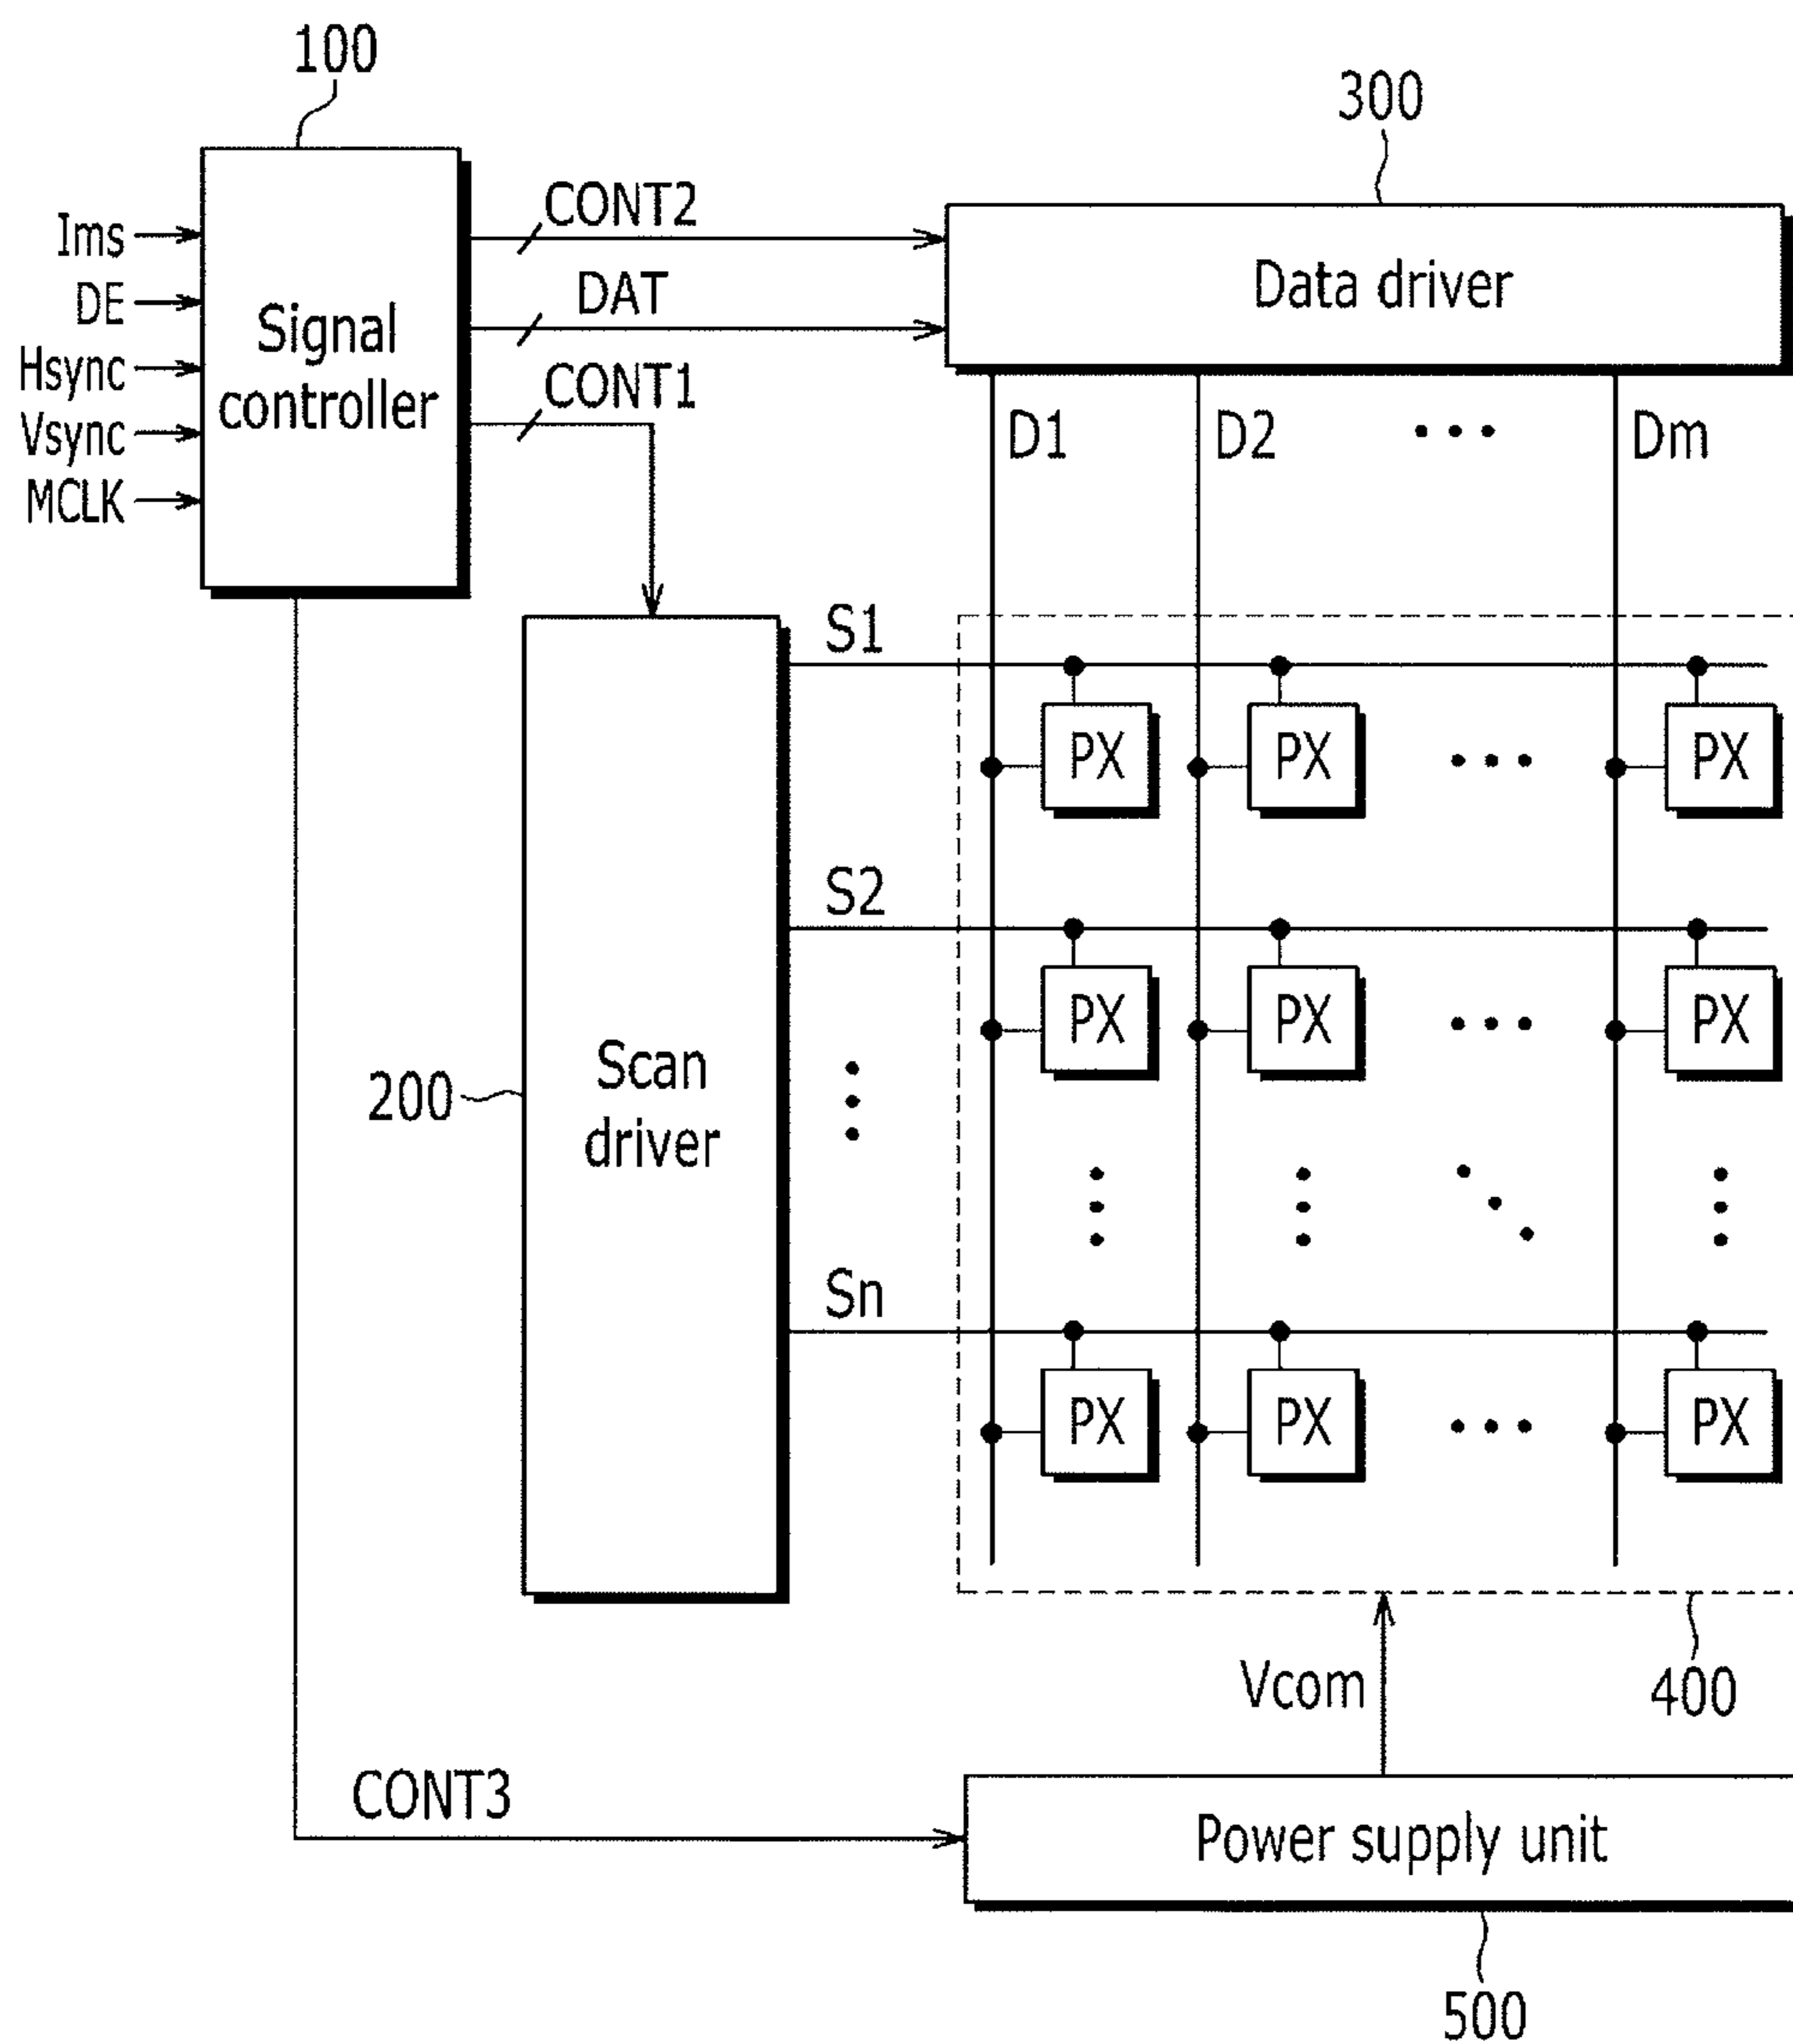 100
300
Ims
DE
Hsync
Vsync
MCLK
Signal
controller
CONT2
DAT
CONT1
Data driver
D1 D2 Dm
S1
PX PX PX
S2
PX PX PX
200
Scan
driver
Sn
PX PX PX
Vcom
400
CONT3
Power supply unit
500